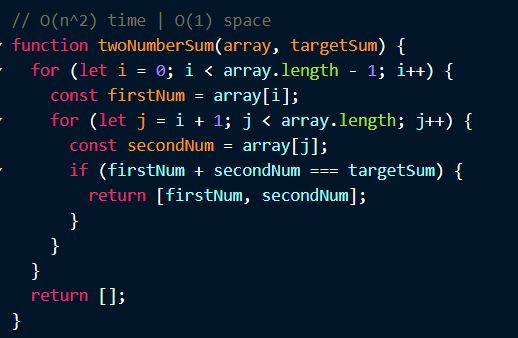 // O(n^2) time | O(1) space
function twoNumberSum(array, targetSum) {
  for (let i = 0; i < array.length - 1; i++) {
    const firstNum = array[i];
    for (let j = i + 1; j < array.length; j++) {
      const secondNum = array[j];
      if (firstNum + secondNum === targetSum) {
        return [firstNum, secondNum];
      }
    }
  }
  return [];
}